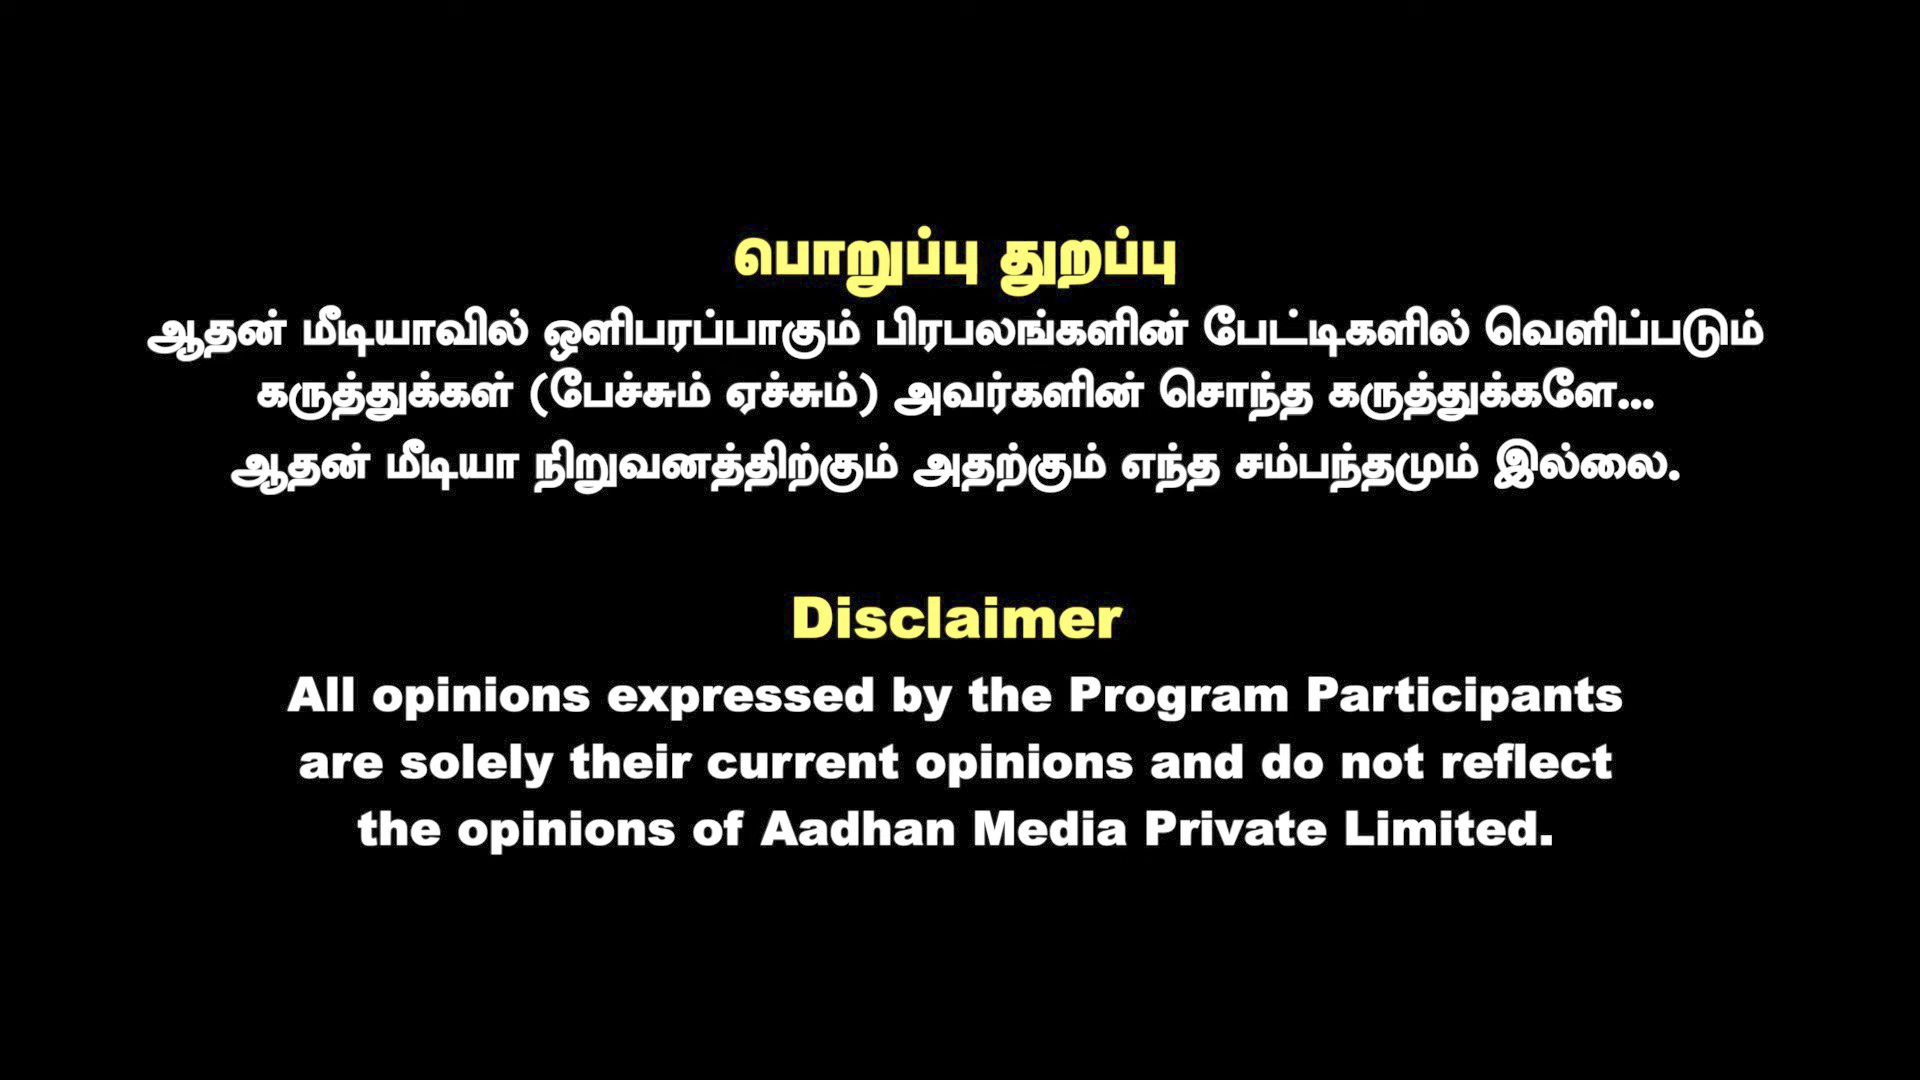 பொறுப்பு துறப்பு
ஆதன் மீடியாவில் ஒளிபரப்பாகும் பிரபலங்களின் பேட்டிகளில் வெளிப்படும்
கருத்துக்கள் (பேச்சும் ஏச்சும்) அவர்களின் சொந்த கருத்துக்களே...
ஆதன் மீடியா நிறுவனத்திற்கும் அதற்கும் எந்த சம்பந்தமும் இல்லை.
Disclaimer
All opinions expressed by the Program Participants
are solely their current opinions and do not reflect
the opinions of Aadhan Media Private Limited.